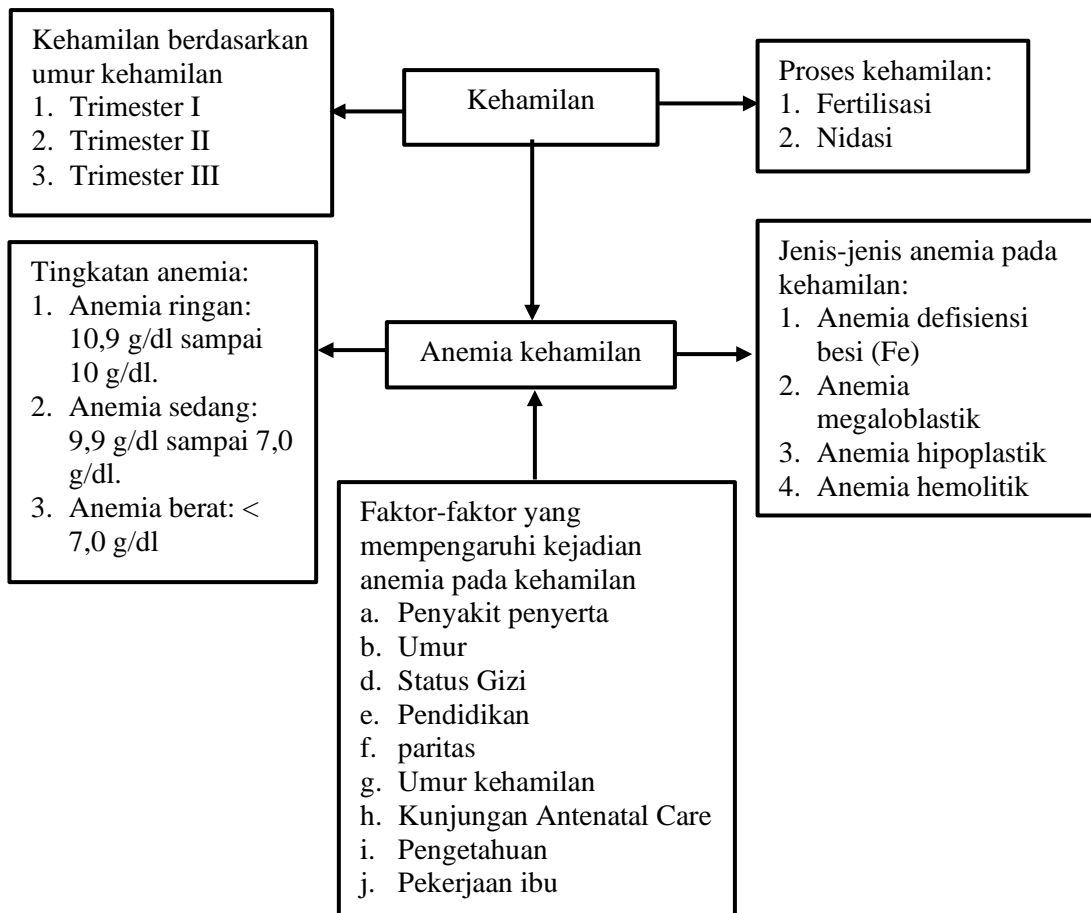 Kehamilan berdasarkan
umur kehamilan
1. Trimester I
2. Trimester II
3. Trimester III
Kehamilan
Proses kehamilan:
1. Fertilisasi
2. Nidasi
Tingkatan anemia:
1. Anemia ringan:
10,9 g/dl sampai
10 g/dl.
2. Anemia sedang:
9,9 g/dl sampai 7,0
g/dl.
3. Anemia berat: <
7,0 g/dl
Anemia kehamilan
Jenis-jenis anemia pada
kehamilan:
1. Anemia defisiensi
besi (Fe)
2. Anemia
megaloblastik
3. Anemia hipoplastik
4. Anemia hemolitik
Faktor-faktor yang
mempengaruhi kejadian
anemia pada kehamilan
a. Penyakit penyerta
b. Umur
d. Status Gizi
e. Pendidikan
f. paritas
g. Umur kehamilan
h. Kunjungan Antenatal Care
i. Pengetahuan
j. Pekerjaan ibu